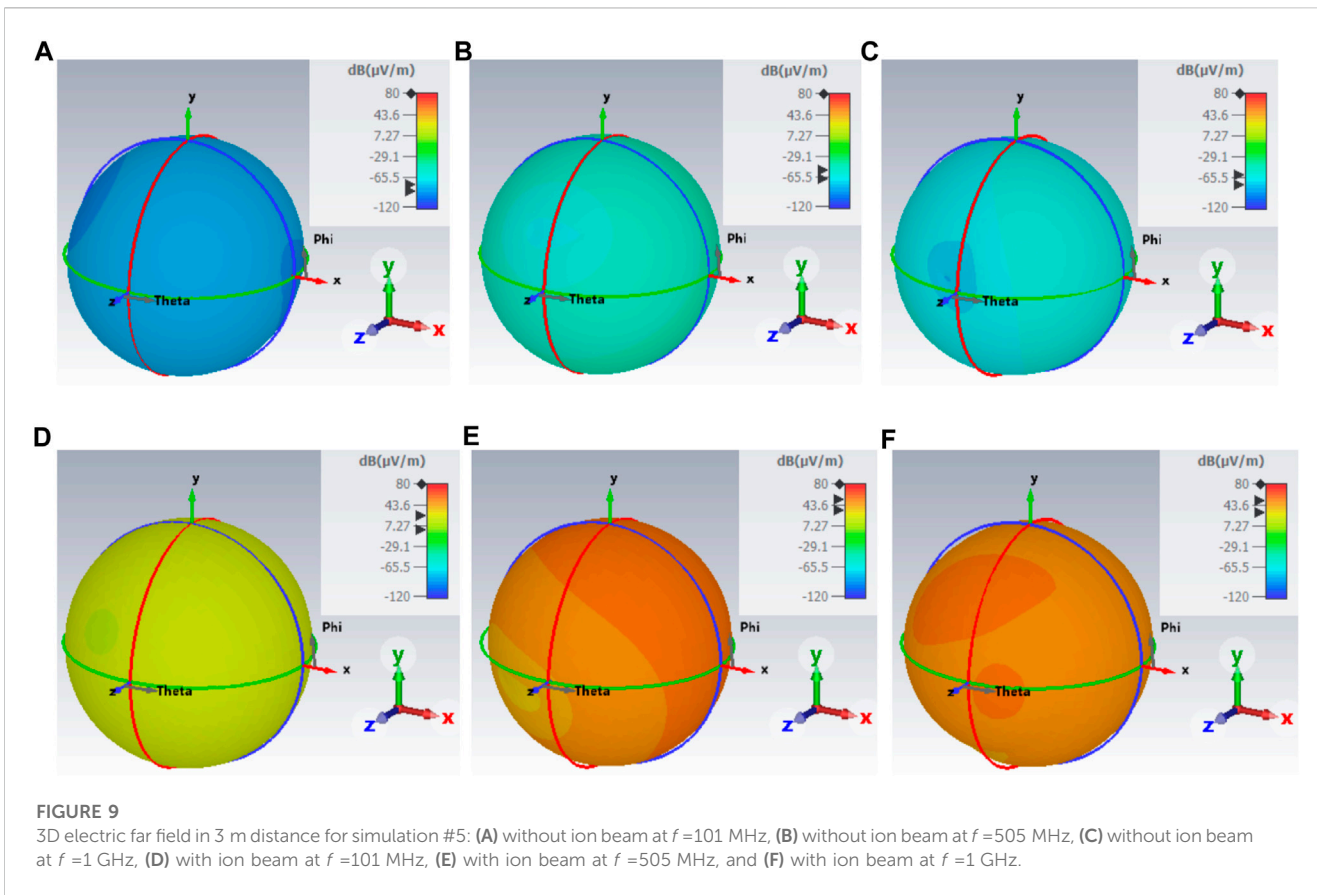 A
dB(µV/m)
80
43.6
7.27
-29.1
-65.5
-120
y
Phi
x
z
Theta
y
z
x
B
dB(µV/m)
80
43.6
7.27
-29.1
-65.5
-120
y
Phi
x
z
Theta
y
z
x
C
dB(µV/m)
80
43.6
7.27
-29.1
-65.5
-120
y
Phi
x
z
Theta
y
z
x
D
dB(µV/m)
80
43.6
7.27
-29.1
-65.5
-120
y
Phi
x
z
Theta
y
z
x
E
dB(µV/m)
80
43.6
7.27
-29.1
-65.5
-120
y
Phi
x
z
Theta
y
z
x
F
dB(µV/m)
80
43.6
7.27
-29.1
-65.5
-120
y
Phi
x
z
Theta
y
z
x
FIGURE 9
3D electric far field in 3 m distance for simulation #5: (A) without ion beam at f =101 MHz, (B) without ion beam at f =505 MHz, (C) without ion beam
at f =1 GHz, (D) with ion beam at f =101 MHz, (E) with ion beam at f =505 MHz, and (F) with ion beam at f =1 GHz.